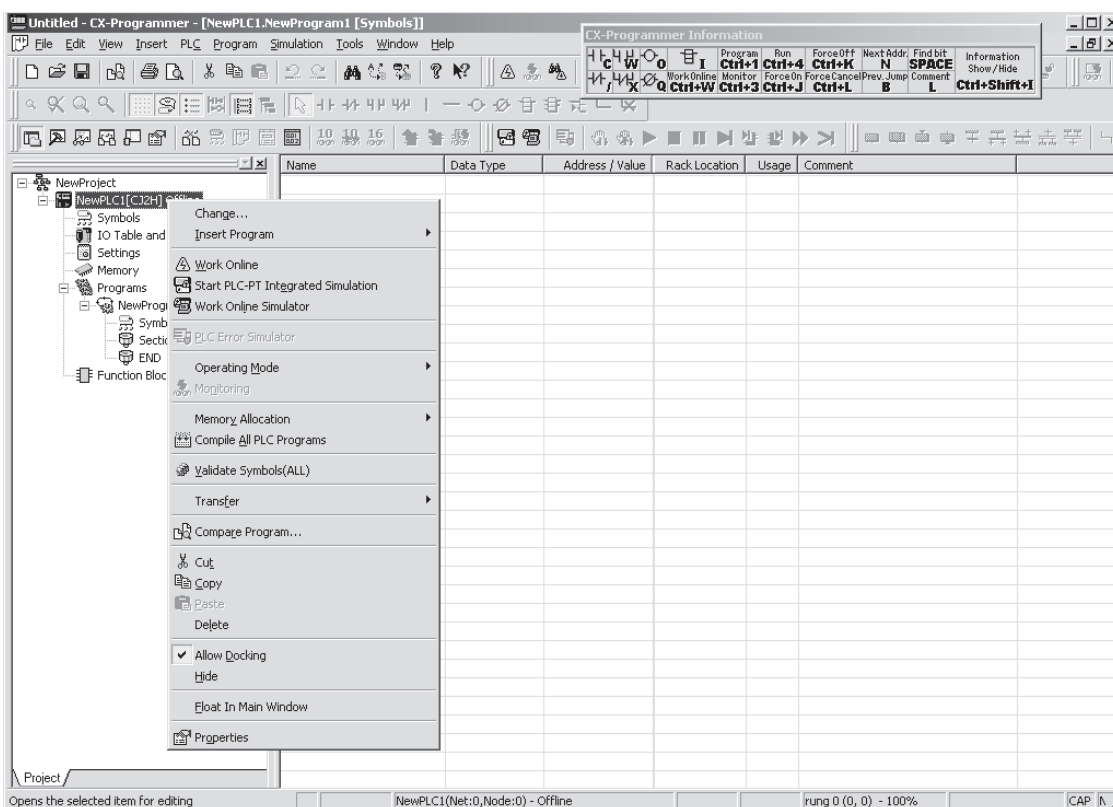 Untitled - CX-Programmer - [NewPLC1.NewProgram1 [Symbols]]
File Edit View Insert PLC Program Simulation Tools Window Help
CX-Programmer Information
C W O I Program Ctrl+1 Run Ctrl+4 ForceOff Ctrl+K Next Addr. N Find bit SPACE Information Show/Hide
/ X Q WorkOnline Ctrl+W Monitor Ctrl+3 Force On Ctrl+J ForceCancel Ctrl+L Prev. Jump B Comment L Ctrl+Shift+I
10 16
Name Data Type Address / Value Rack Location Usage Comment
NewProject
NewPLC1[CJ2H] Offline
Symbols
IO Table and
Settings
Memory
Programs
NewProgr
Symb
Sectio
END
Function Bloc
Change...
Insert Program
Work Online
Start PLC-PT Integrated Simulation
Work Online Simulator
PLC Error Simulator
Operating Mode
Monitoring
Memory Allocation
Compile All PLC Programs
Validate Symbols(ALL)
Transfer
Compare Program...
Cut
Copy
Paste
Delete
Allow Docking
Hide
Float In Main Window
Properties
Project
Opens the selected item for editing NewPLC1(Net:0,Node:0) - Offline rung 0 (0, 0) - 100% CAP